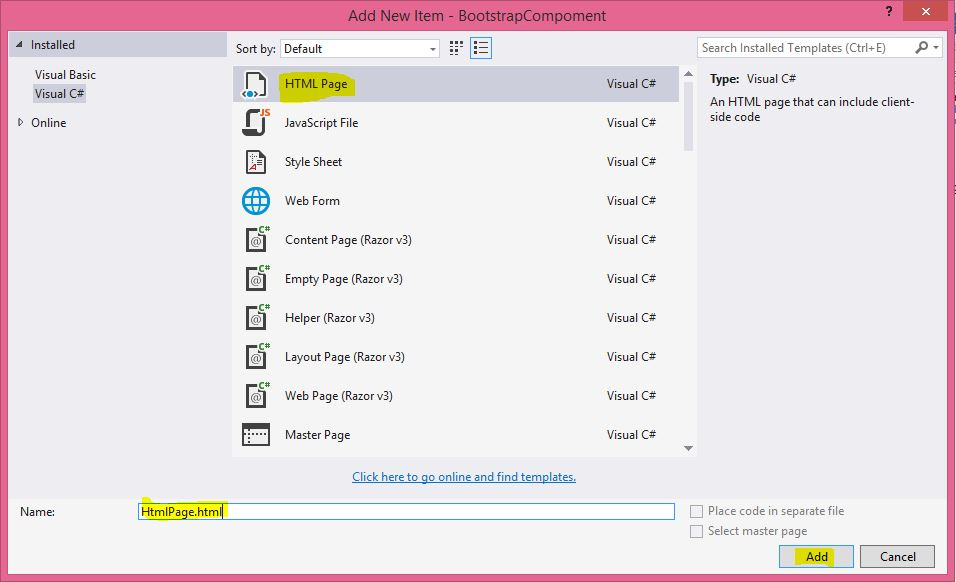 Add New Item - BootstrapCompoment
?
x
Installed
Visual Basic
Visual C#
Online
Sort by: Default
Search Installed Templates (Ctrl+E)
HTML Page Visual C#
JS
JavaScript File Visual C#
A
Style Sheet Visual C#
Web Form Visual C#
C#
@
Content Page (Razor v3) Visual C#
C#
@
Empty Page (Razor v3) Visual C#
C#
@
Helper (Razor v3) Visual C#
C#
@
Layout Page (Razor v3) Visual C#
C#
@
Web Page (Razor v3) Visual C#
Master Page Visual C#
Type: Visual C#
An HTML page that can include client-
side code
Click here to go online and find templates.
Name: HtmlPage.html
Place code in separate file
Select master page
Add Cancel